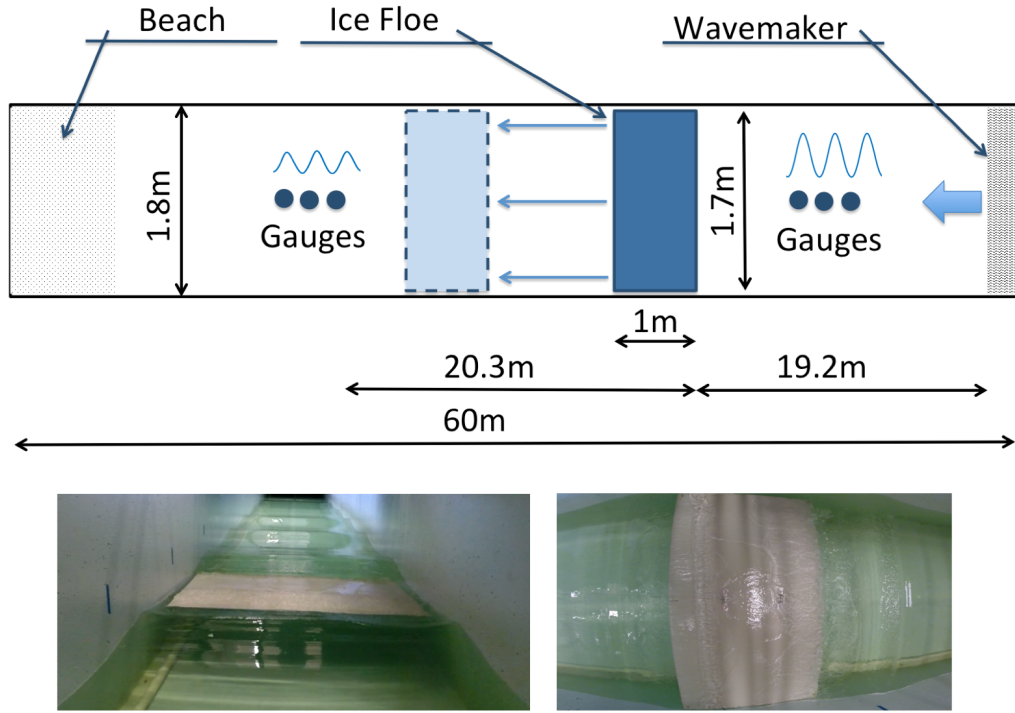 Beach
Ice Floe
Wavemaker
1.8m
Gauges
1.7m
Gauges
1m
20.3m
19.2m
60m